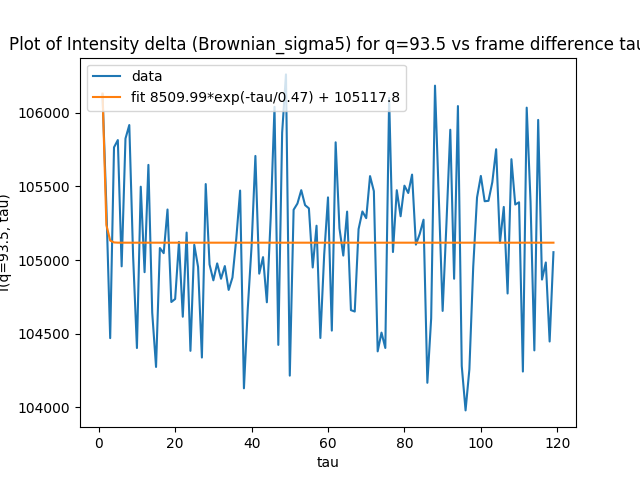 Plot of Intensity delta (Brownian_sigma5) for q=93.5 vs frame difference tau
data
fit 8509.99*exp(-tau/0.47) + 105117.8
106000
105500
105000
104500
104000
I(q=93.5, tau)
0 20 40 60 80 100 120
tau